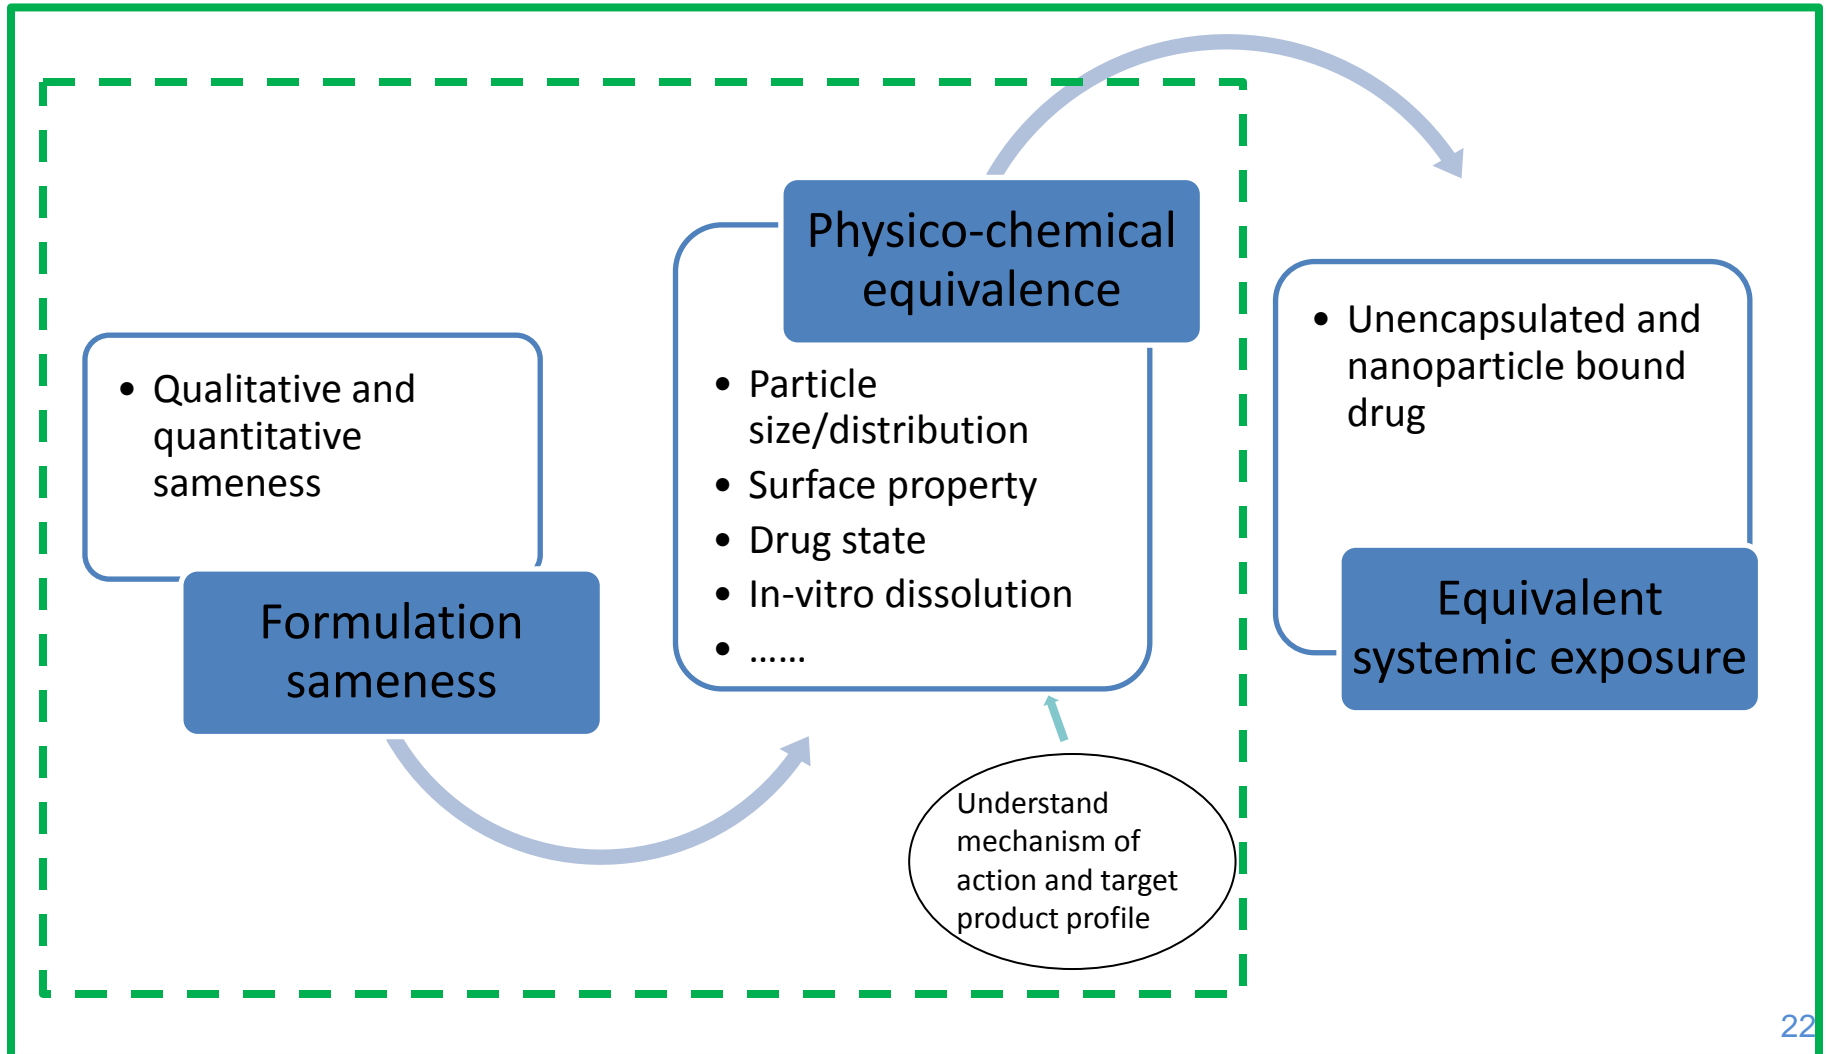 • Qualitative and
quantitative
sameness
Formulation
sameness
Physico-chemical
equivalence
• Particle
size/distribution
• Surface property
• Drug state
• In-vitro dissolution
• ......
Understand
mechanism of
action and target
product profile
• Unencapsulated and
nanoparticle bound
drug
Equivalent
systemic exposure
22